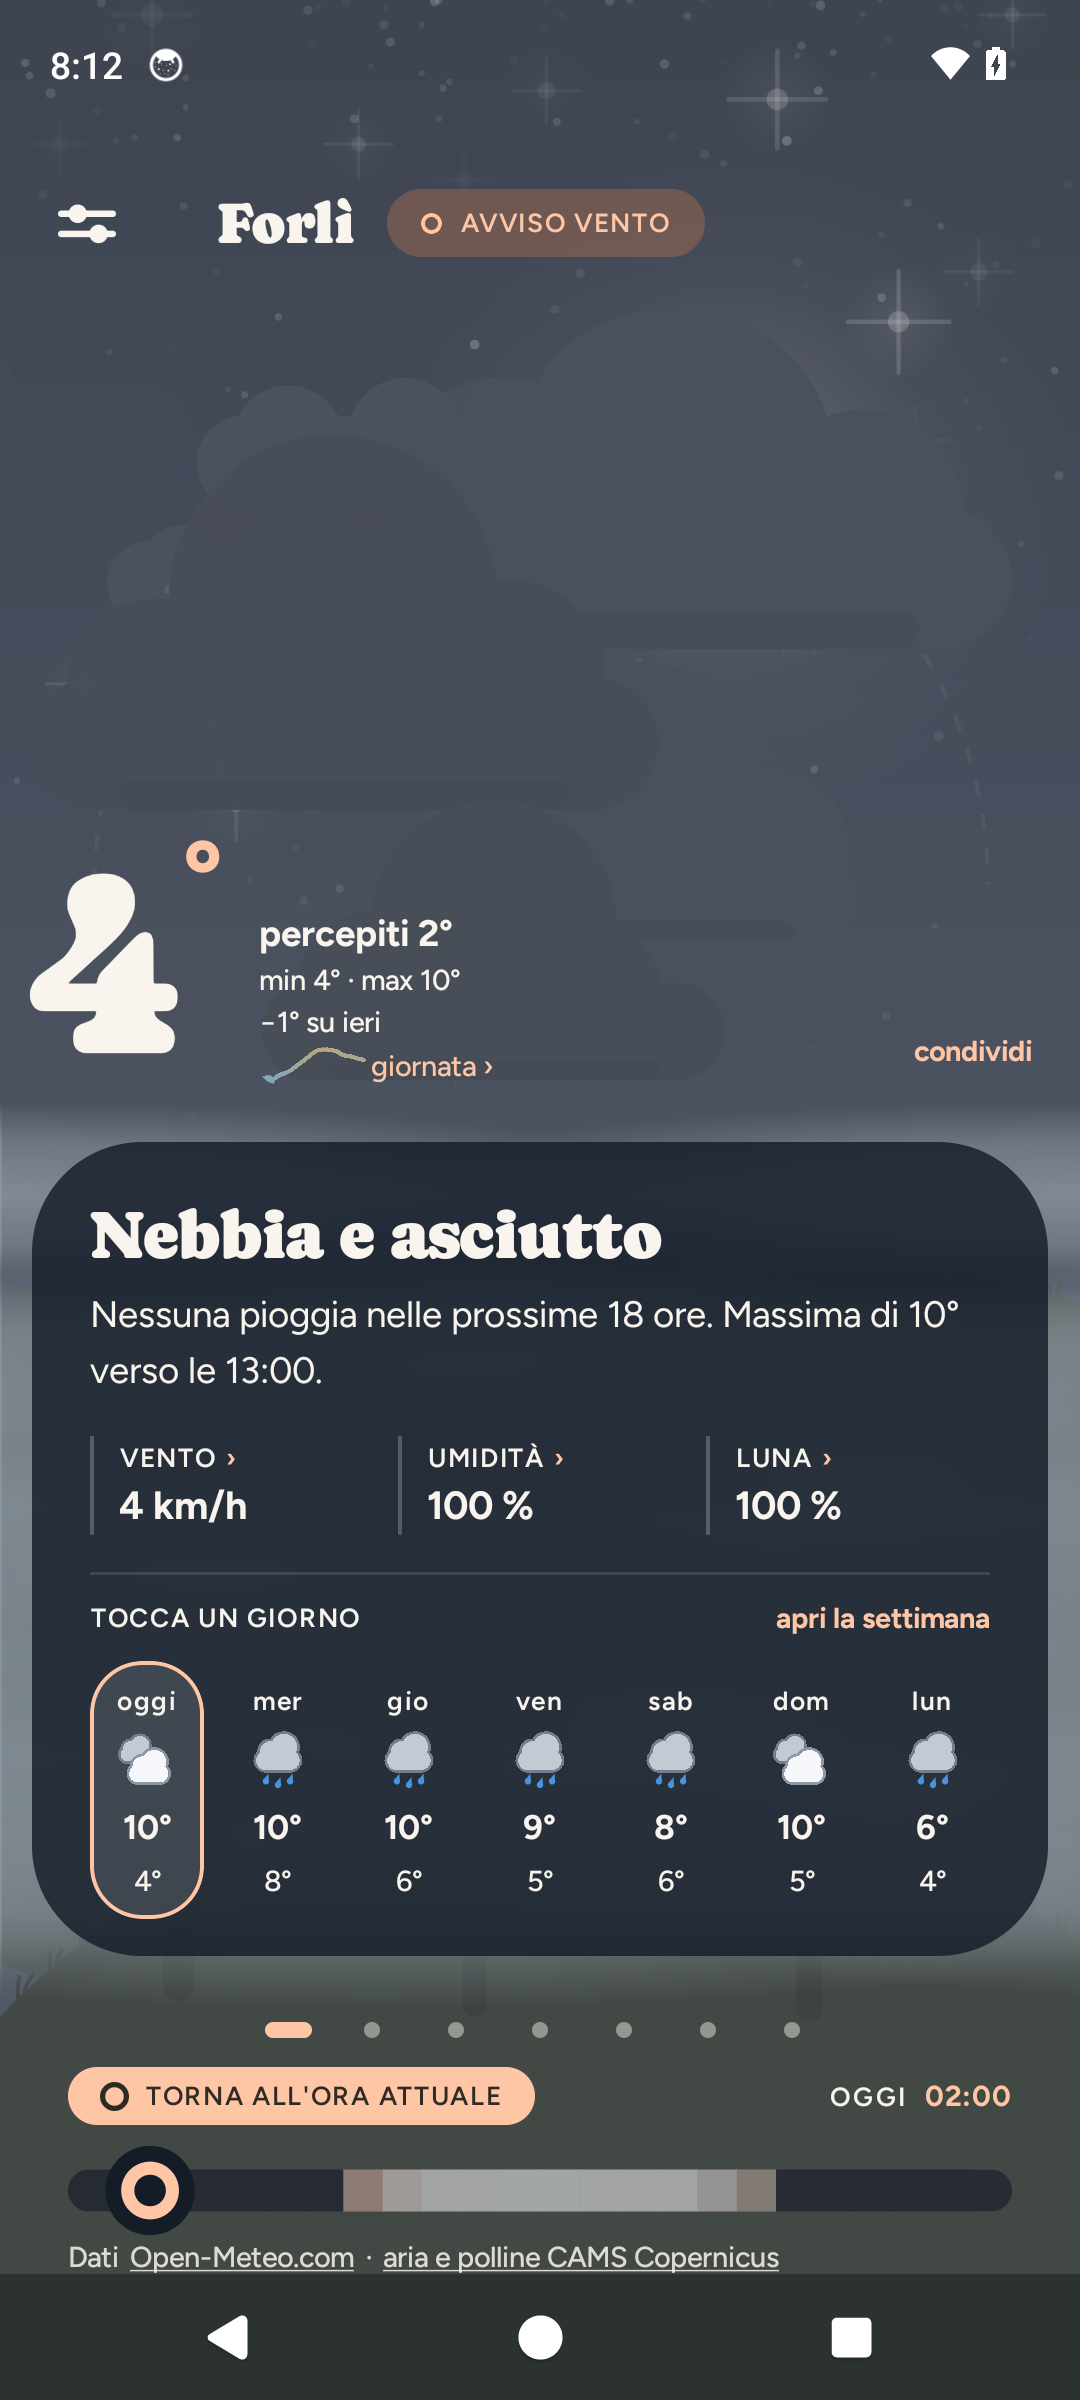 8:12
Forlì
AVVISO VENTO
4°
percepiti 2°
min 4° · max 10°
−1° su ieri
giornata ›
condividi
Nebbia e asciutto
Nessuna pioggia nelle prossime 18 ore. Massima di 10°
verso le 13:00.
VENTO › UMIDITÀ › LUNA ›
4 km/h 100 % 100 %
TOCCA UN GIORNO apri la settimana
oggi mer gio ven sab dom lun
10° 10° 10° 9° 8° 10° 6°
4° 8° 6° 5° 6° 5° 4°
TORNA ALL'ORA ATTUALE OGGI 02:00
Dati Open-Meteo.com · aria e polline CAMS Copernicus